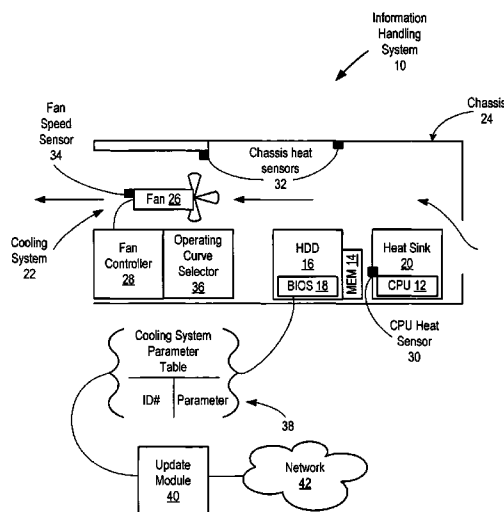 Information
Handling
System
10
Fan
Speed
Sensor
34
Chassis
24
Chassis heat
sensors
32
Fan 26
Cooling
System
22
Fan
Controller
28
Operating
Curve
Selector
36
HDD
16
BIOS 18
MEM 14
Heat Sink
20
CPU 12
CPU Heat
Sensor
30
Cooling System
Parameter
Table
ID#
Parameter
38
Update
Module
40
Network
42